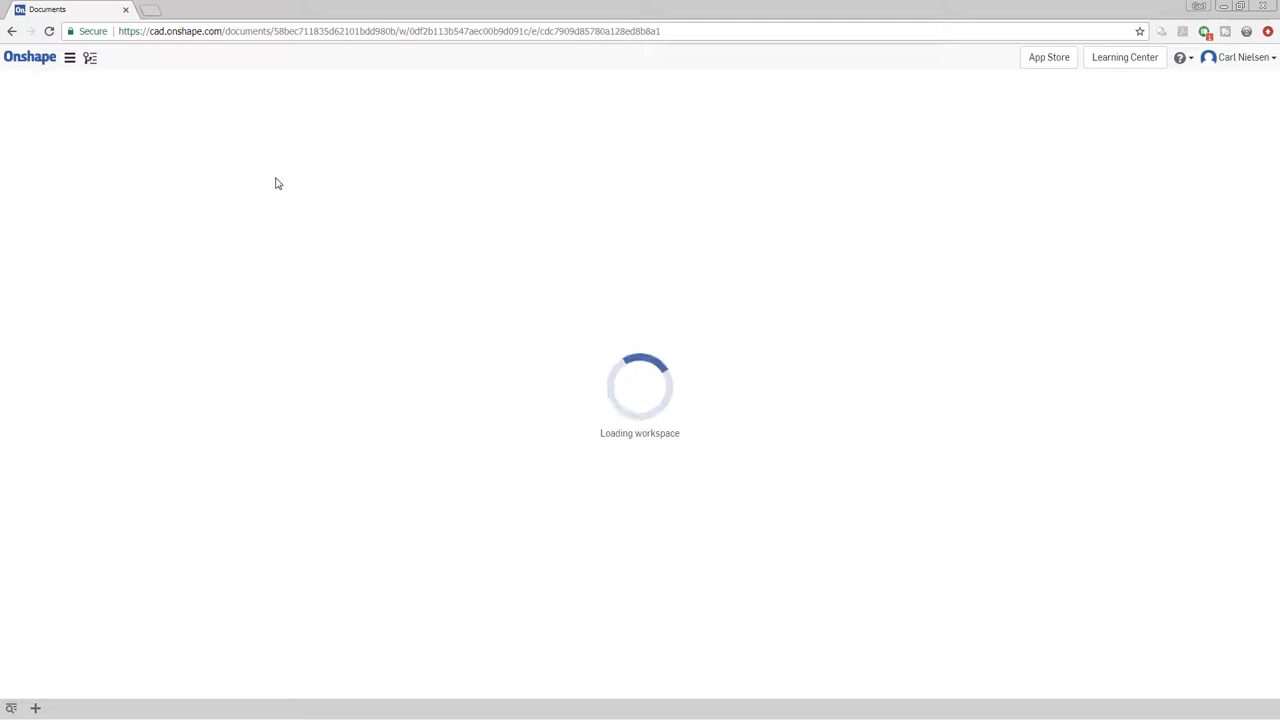 Documents
Secure https://cad.onshape.com/documents/58bec711835d62101bdd980b/w/0df2b113b547aec00b9d091c/e/cdc7909d85780a128ed8b8a1
Onshape App Store Learning Center Carl Nielsen
Loading workspace